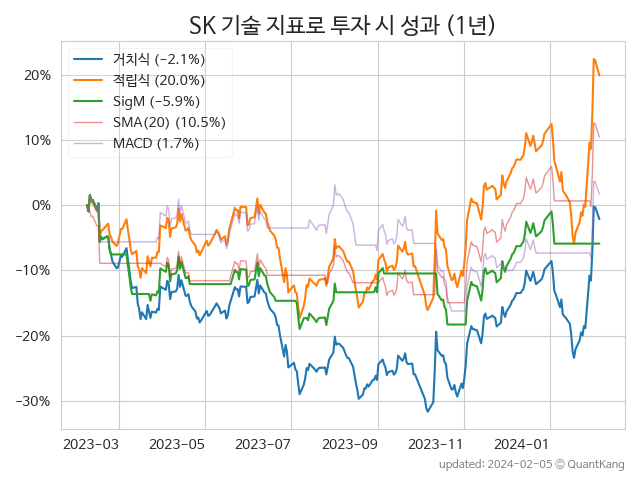 SK 기술 지표로 투자 시 성과 (1년)
거치식 (−2.1%)
적립식 (20.0%)
SigM (−5.9%)
SMA(20) (10.5%)
MACD (1.7%)
20%
10%
0%
−10%
−20%
−30%
2023-03 2023-05 2023-07 2023-09 2023-11 2024-01
updated: 2024-02-05 © QuantKang